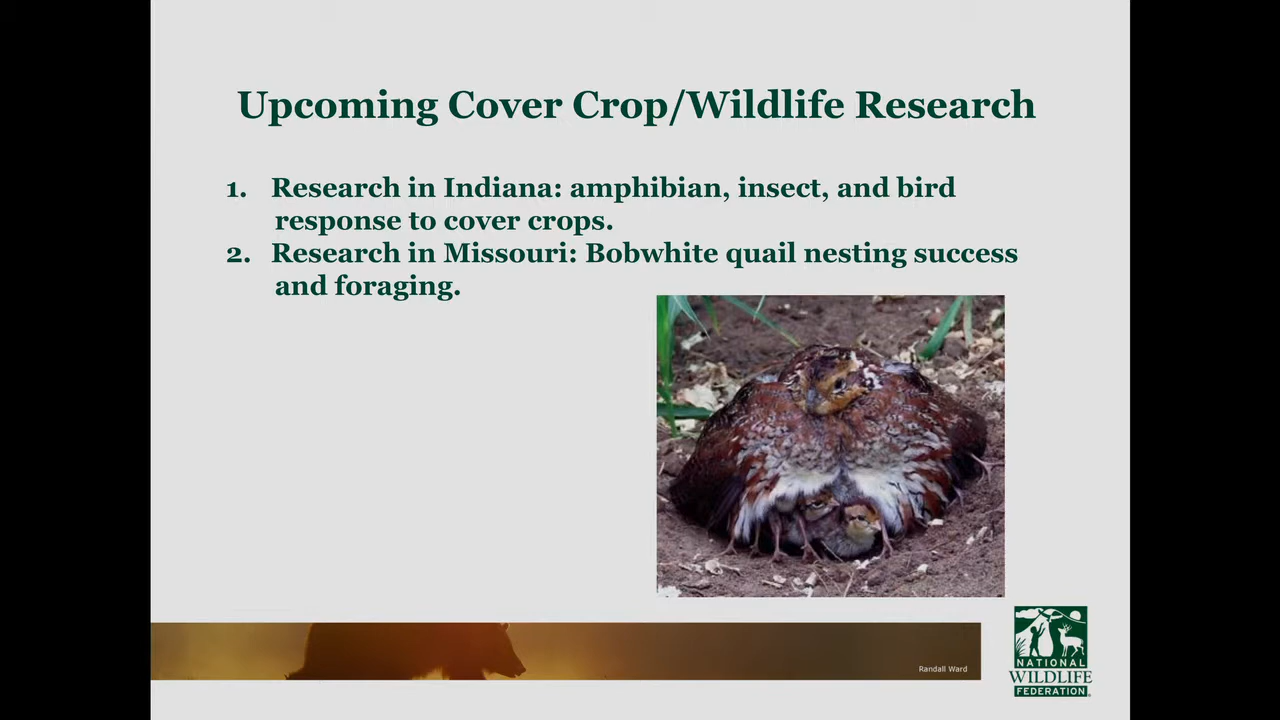 Upcoming Cover Crop/Wildlife Research
1. Research in Indiana: amphibian, insect, and bird
response to cover crops.
2. Research in Missouri: Bobwhite quail nesting success
and foraging.
Randall Ward
NATIONAL
WILDLIFE
FEDERATION